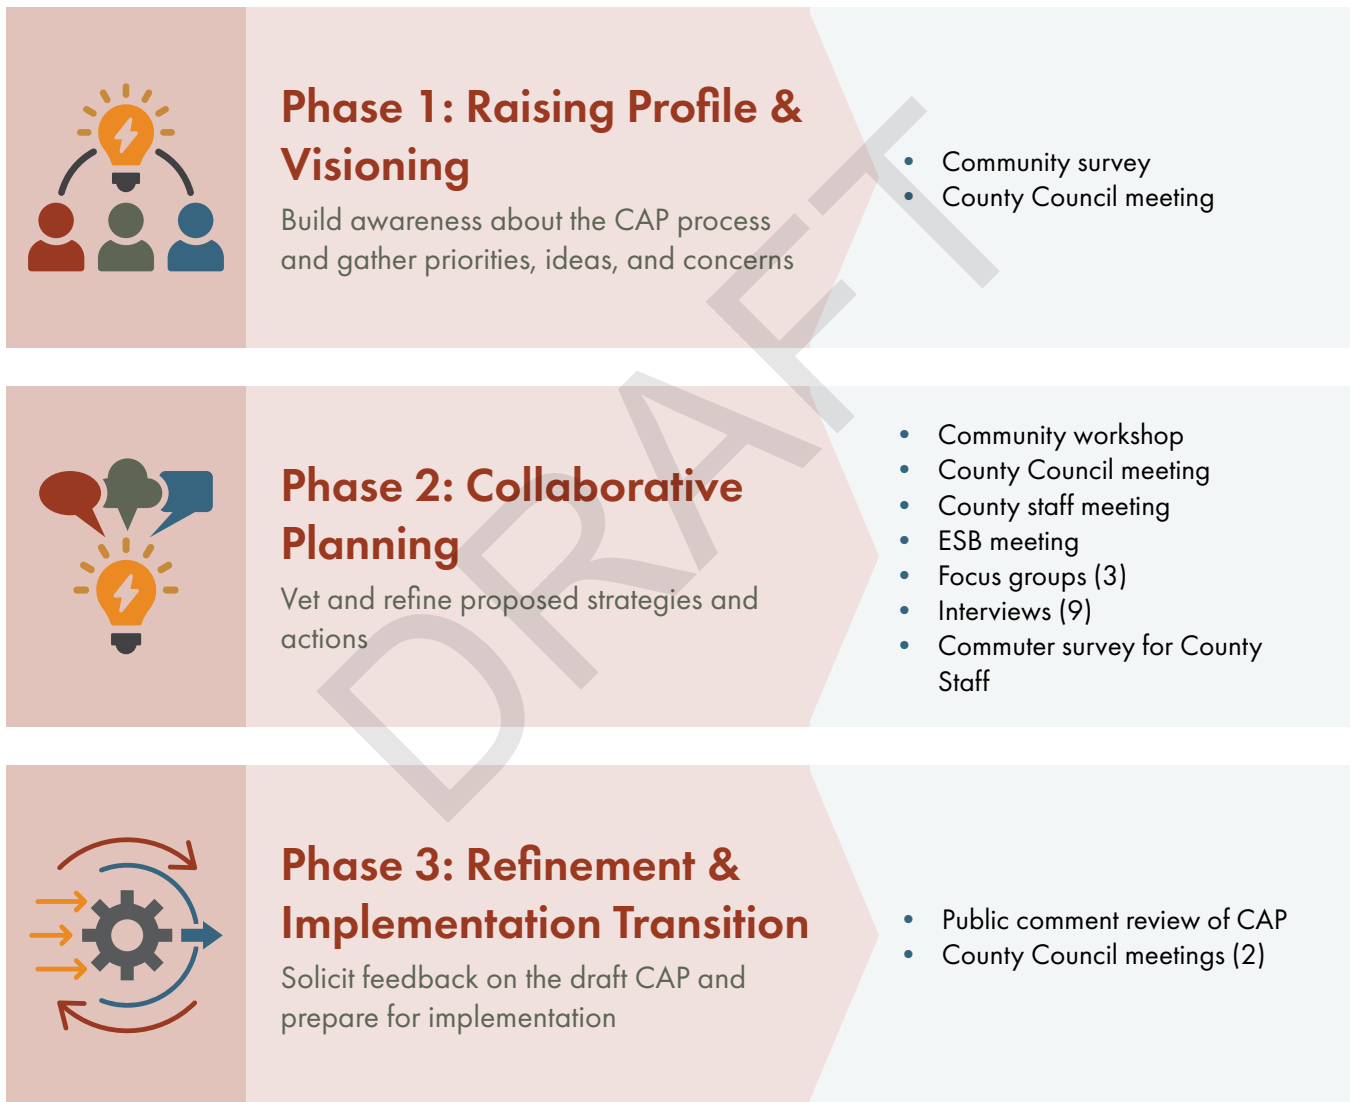 Phase 1: Raising Profile &
Visioning
Build awareness about the CAP process
and gather priorities, ideas, and concerns
• Community survey
• County Council meeting
Phase 2: Collaborative
Planning
Vet and refine proposed strategies and
actions
• Community workshop
• County Council meeting
• County staff meeting
• ESB meeting
• Focus groups (3)
• Interviews (9)
• Commuter survey for County
Staff
Phase 3: Refinement &
Implementation Transition
Solicit feedback on the draft CAP and
prepare for implementation
• Public comment review of CAP
• County Council meetings (2)
DRAFT